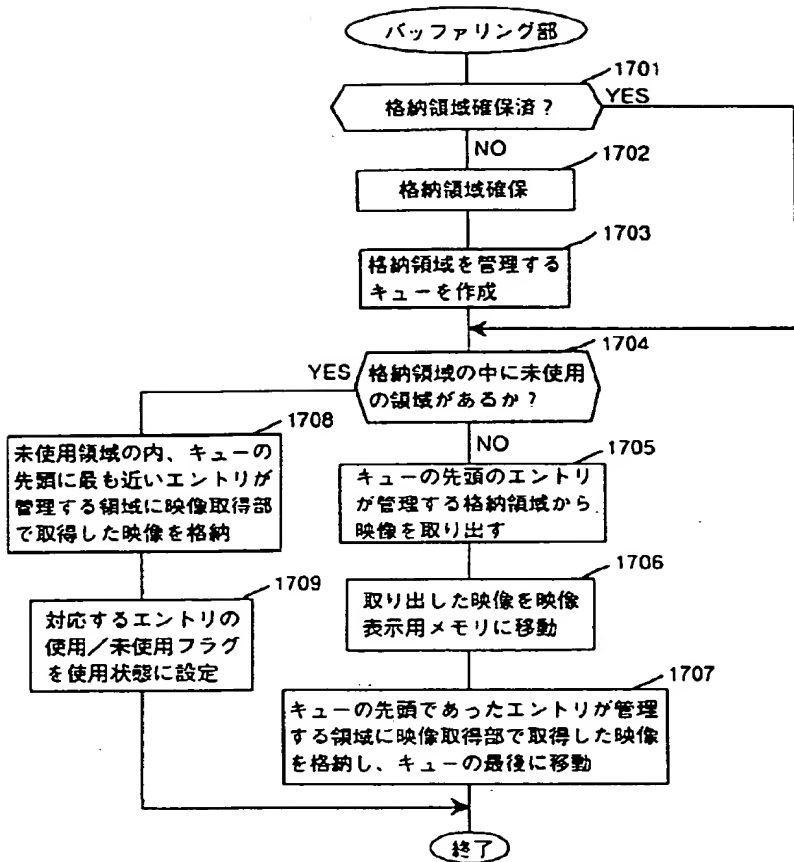 バッファリング部
1701
格納領域確保済？
YES
NO
1702
格納領域確保
1703
格納領域を管理する
キューを作成
1704
YES
格納領域の中に未使用
の領域があるか？
1708
NO
1705
未使用領域の内、キューの
先頭に最も近いエントリが
管理する領域に映像取得部
で取得した映像を格納
キューの先頭のエントリ
が管理する格納領域から
映像を取り出す
1709
1706
対応するエントリの
使用／未使用フラグ
を使用状態に設定
取り出した映像を映像
表示用メモリに移動
1707
キューの先頭であったエントリが管理
する領域に映像取得部で取得した映像
を格納し、キューの最後に移動
終了